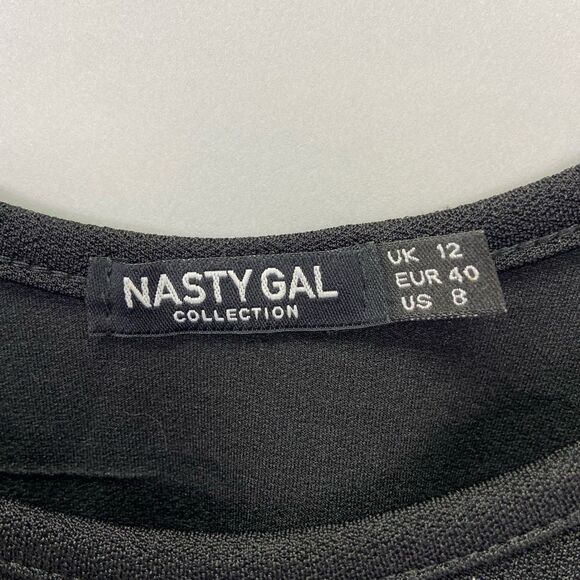 NASTY GAL
COLLECTION
UK 12
EUR 40
US 8